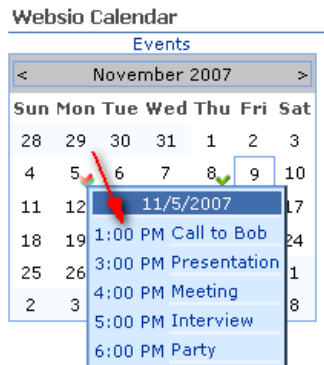 Websio Calendar
Events
< November 2007 >
Sun Mon Tue Wed Thu Fri Sat
28 29 30 31 1 2 3
4 5 6 7 8 9 10
11 12 11/5/2007 17
18 19 1:00 PM Call to Bob 24
3:00 PM Presentation
25 26 1
4:00 PM Meeting
2 3 8
5:00 PM Interview
6:00 PM Party